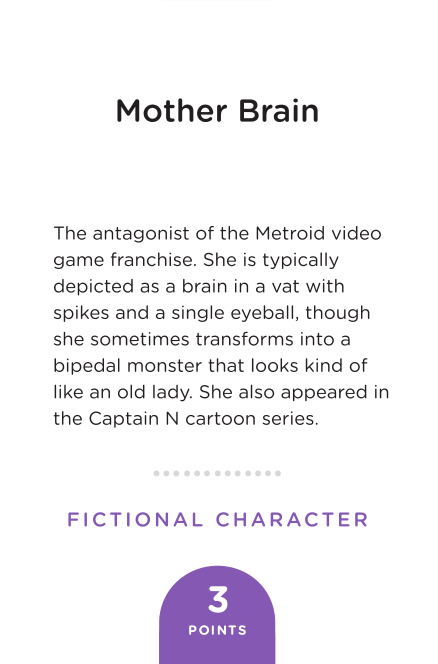 Mother Brain
The antagonist of the Metroid video
game franchise. She is typically
depicted as a brain in a vat with
spikes and a single eyeball, though
she sometimes transforms into a
bipedal monster that looks kind of
like an old lady. She also appeared in
the Captain N cartoon series.
FICTIONAL CHARACTER
3
POINTS